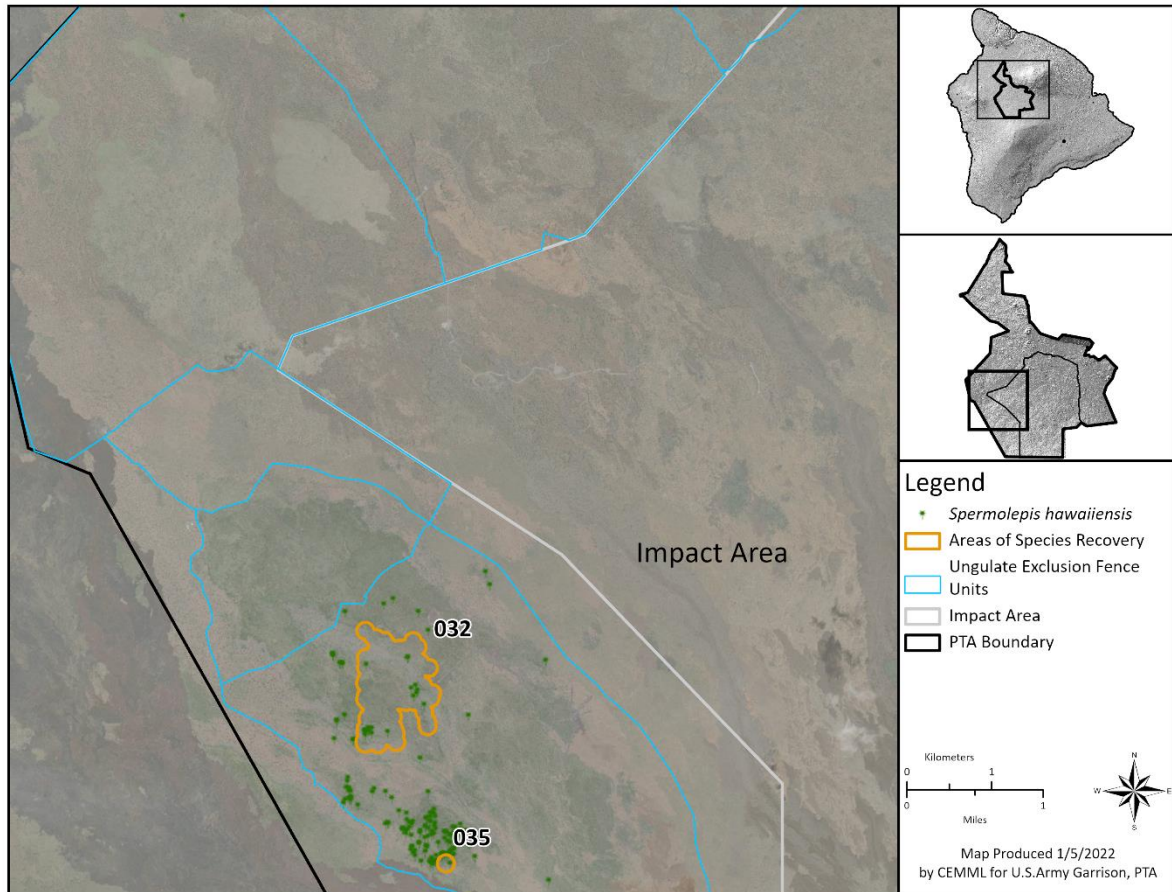 032
035
Impact Area
Legend
Spermolepis hawaiiensis
Areas of Species Recovery
Ungulate Exclusion Fence
Units
Impact Area
PTA Boundary
Kilometers
0 1
0 1
Miles
N
W E
S
Map Produced 1/5/2022
by CEMML for U.S.Army Garrison, PTA